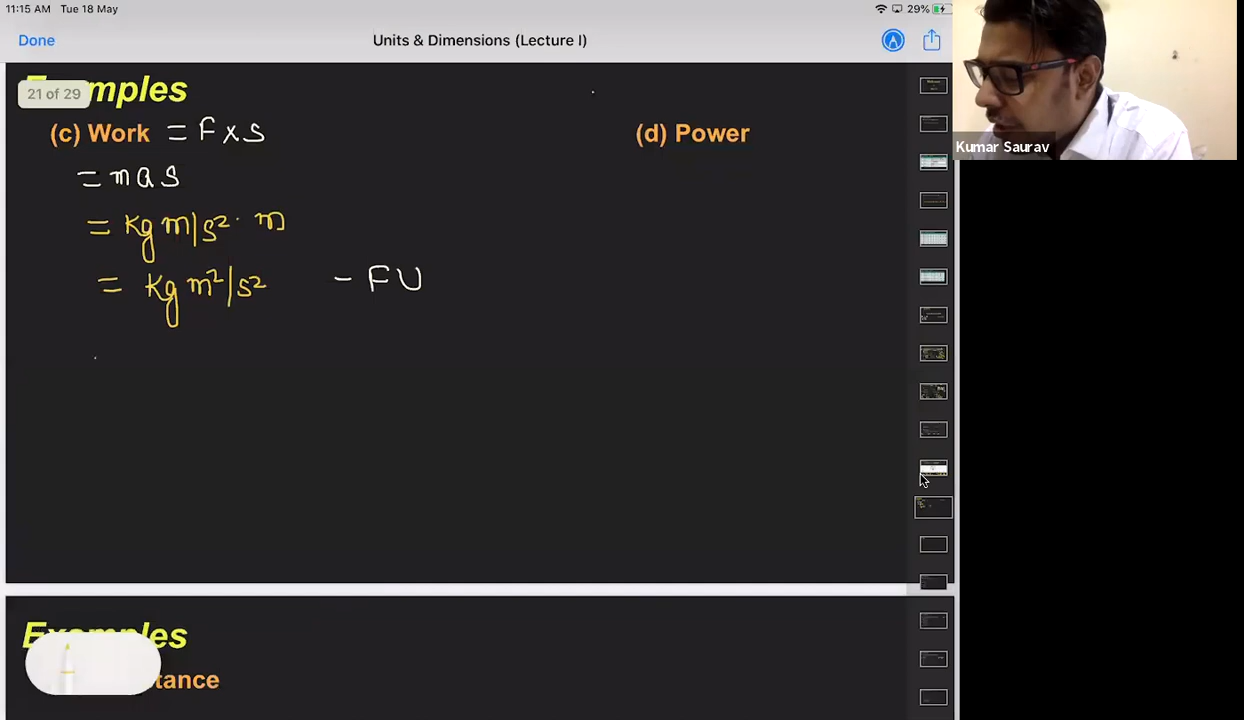 11:15 AM Tue 18 May
29%
Done
Units & Dimensions (Lecture I)
Examples
21 of 29
(c) Work = F x S
(d) Power
Kumar Saurav
= m a s
= kg m/s² · m
= kg m²/s² - FU
Examples
tance